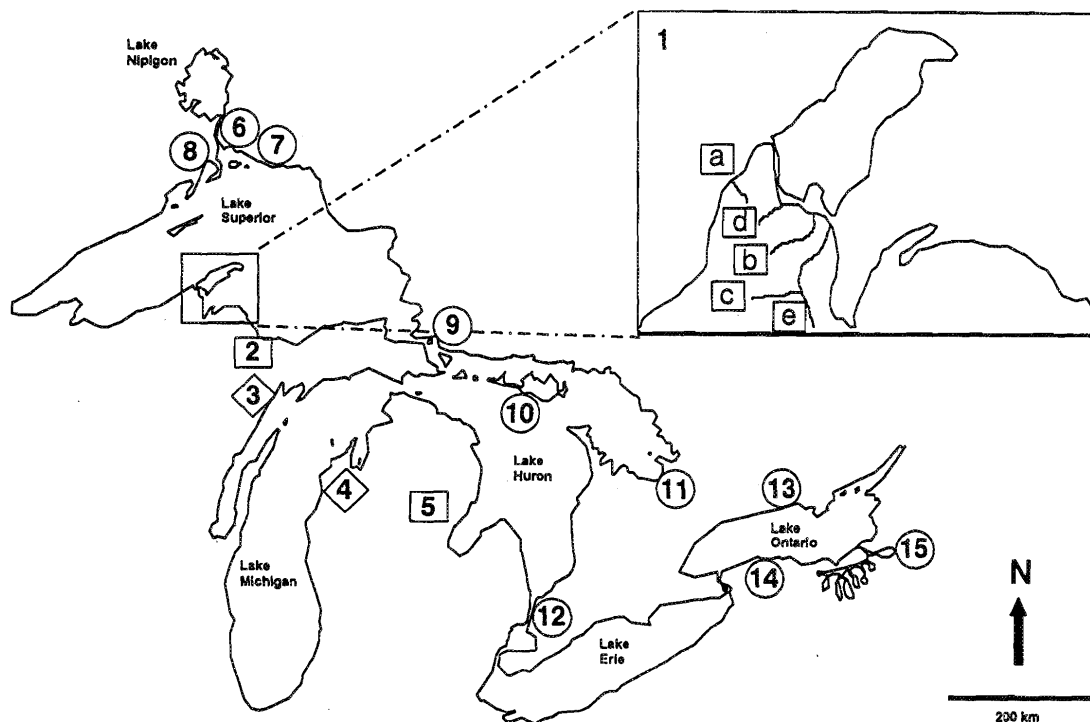 Lake
Nipigon
1
6
7
8
a
Lake
Superior
d
b
c
e
9
2
3
10
Lake
Huron
4
5
11
13
Lake
Ontario
15
Lake
Michigan
14
N
12
Lake
Erie
200 km